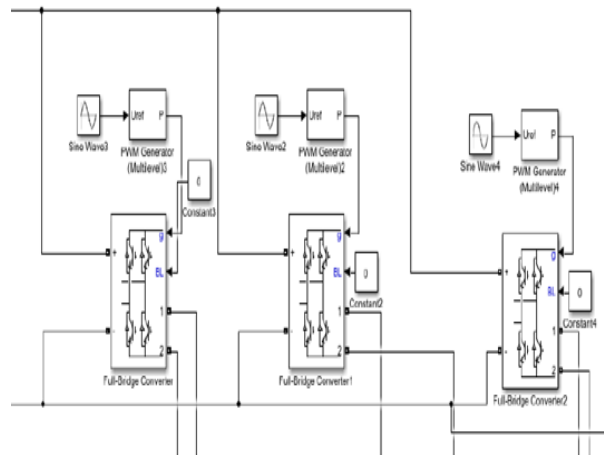 Uref P
Sine Wave3
PWM Generator
(Multilevel)3
0
Constant3
g
BL
+
-
1
2
Full-Bridge Converter
Uref P
Sine Wave2
PWM Generator
(Multilevel)2
g
BL
0
Constant2
+
-
1
2
Full-Bridge Converter1
Uref P
Sine Wave4
PWM Generator
(Multilevel)4
g
BL
0
Constant4
+
-
1
2
Full-Bridge Converter2